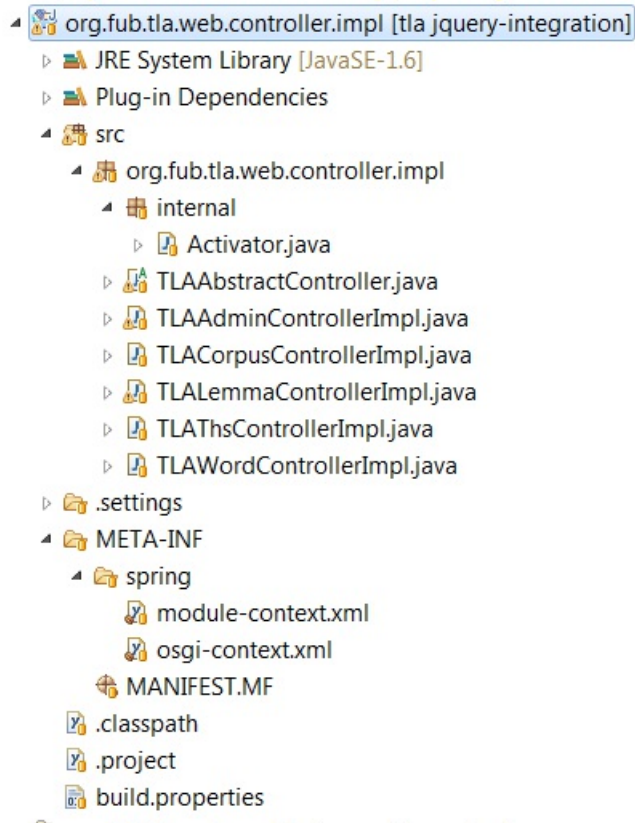 org.fub.tla.web.controller.impl [tla jquery-integration]
JRE System Library [JavaSE-1.6]
Plug-in Dependencies
src
org.fub.tla.web.controller.impl
internal
Activator.java
TLAAbstractController.java
TLAAdminControllerImpl.java
TLACorpusControllerImpl.java
TLALemmaControllerImpl.java
TLAThsControllerImpl.java
TLAWordControllerImpl.java
.settings
META-INF
spring
module-context.xml
osgi-context.xml
MANIFEST.MF
.classpath
.project
build.properties